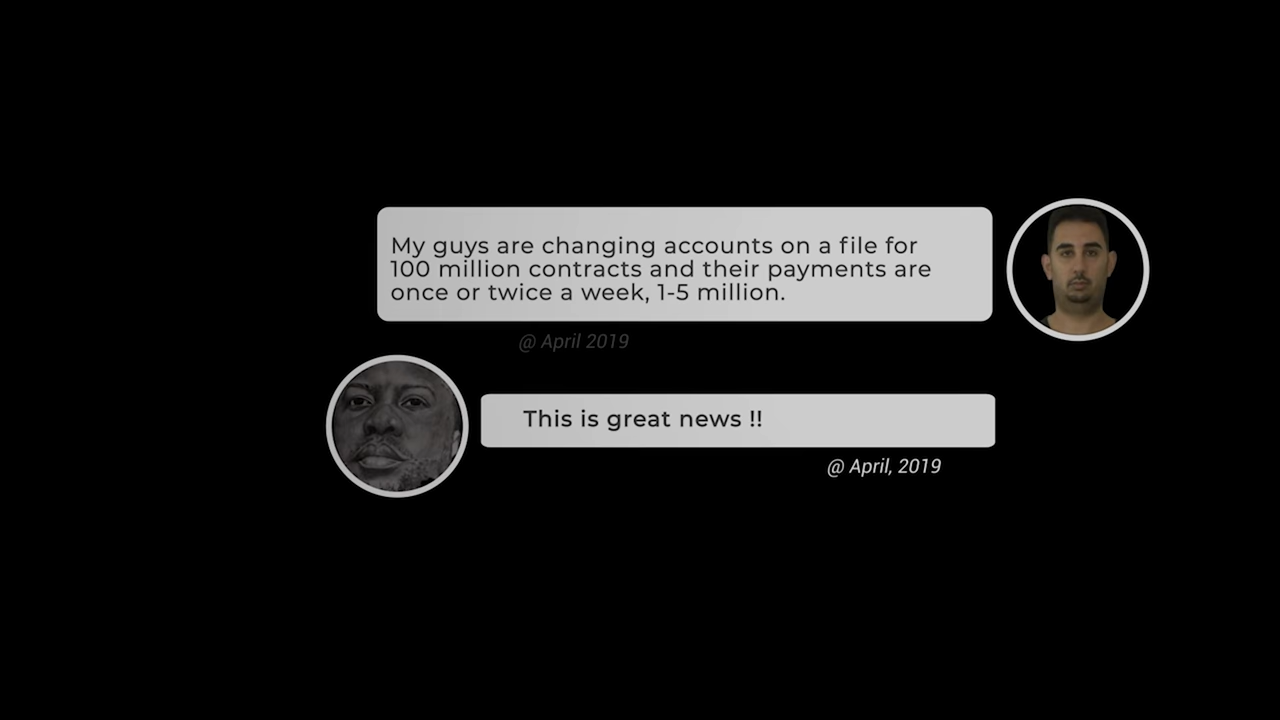 My guys are changing accounts on a file for
100 million contracts and their payments are
once or twice a week, 1-5 million.
@ April 2019
This is great news !!
@ April, 2019